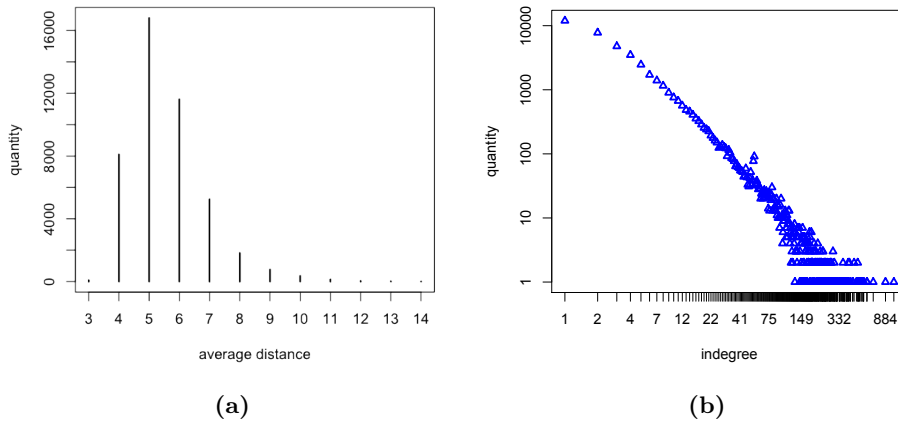 quantity
16000
12000
8000
4000
0
3 4 5 6 7 8 9 10 11 12 13 14
average distance
(a)
quantity
10000
1000
100
10
1
1 2 4 7 12 22 41 75 149 332 884
indegree
(b)